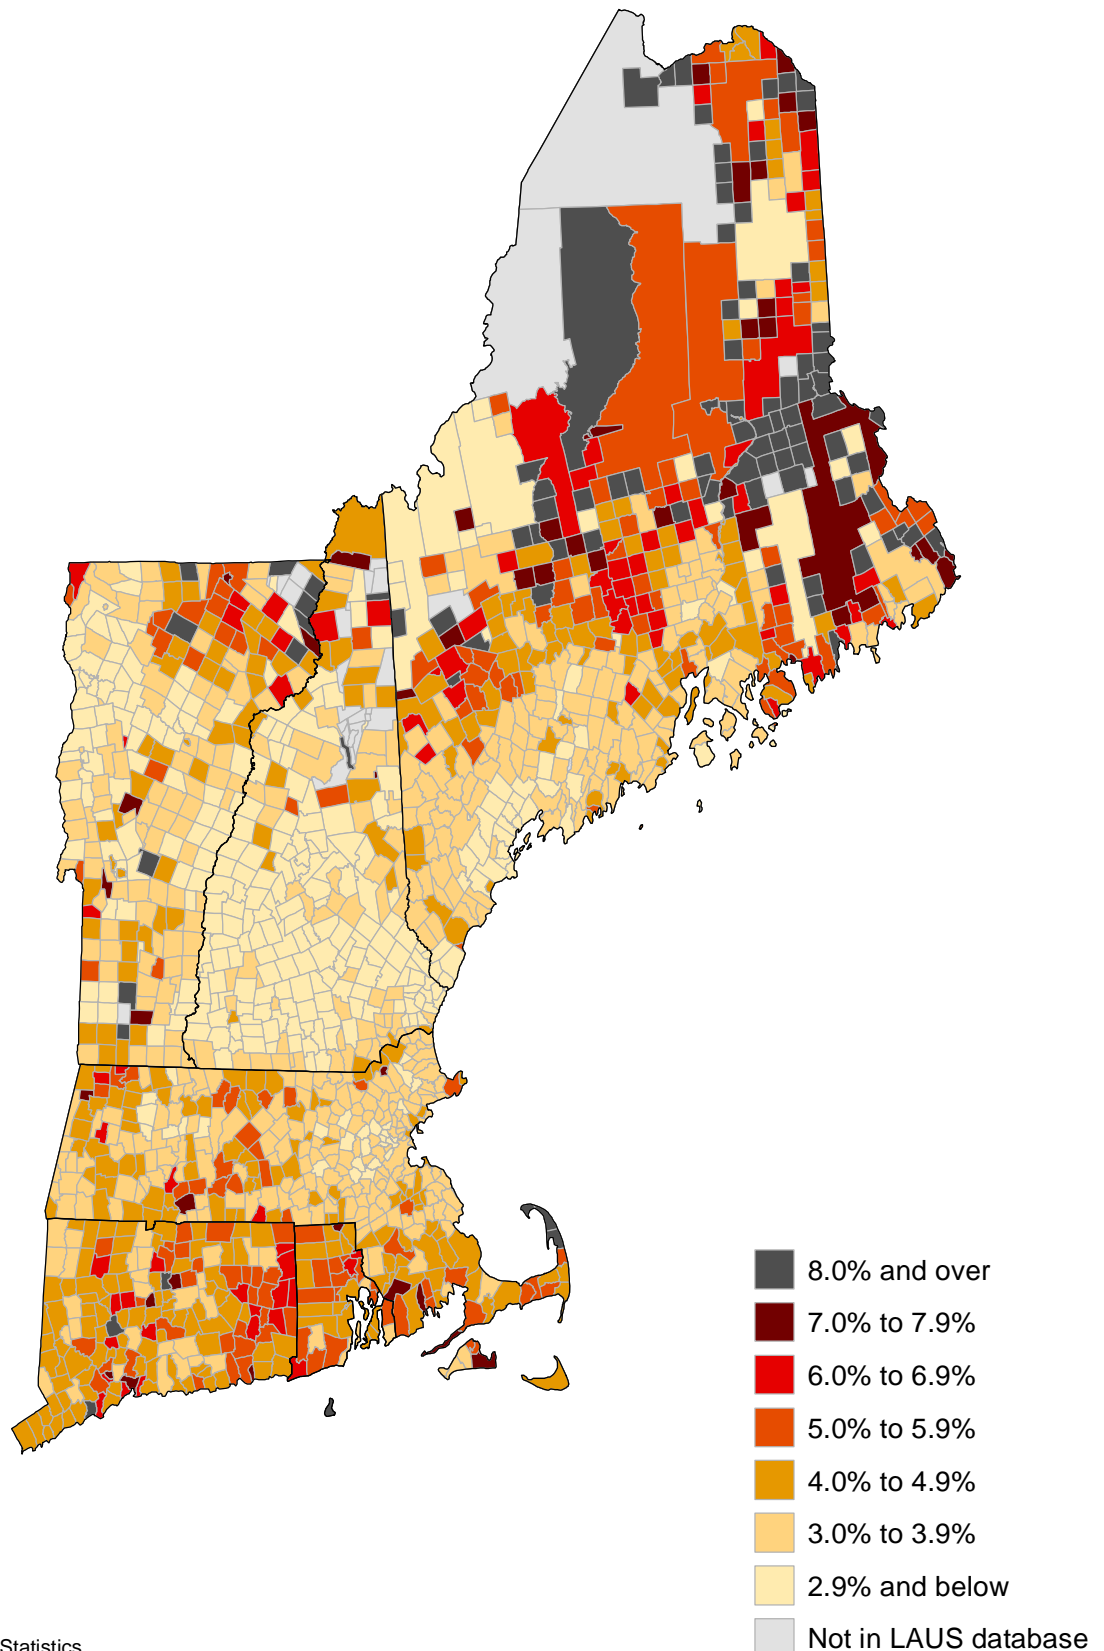 8.0% and over
7.0% to 7.9%
6.0% to 6.9%
5.0% to 5.9%
4.0% to 4.9%
3.0% to 3.9%
2.9% and below
Not in LAUS database
Statistics